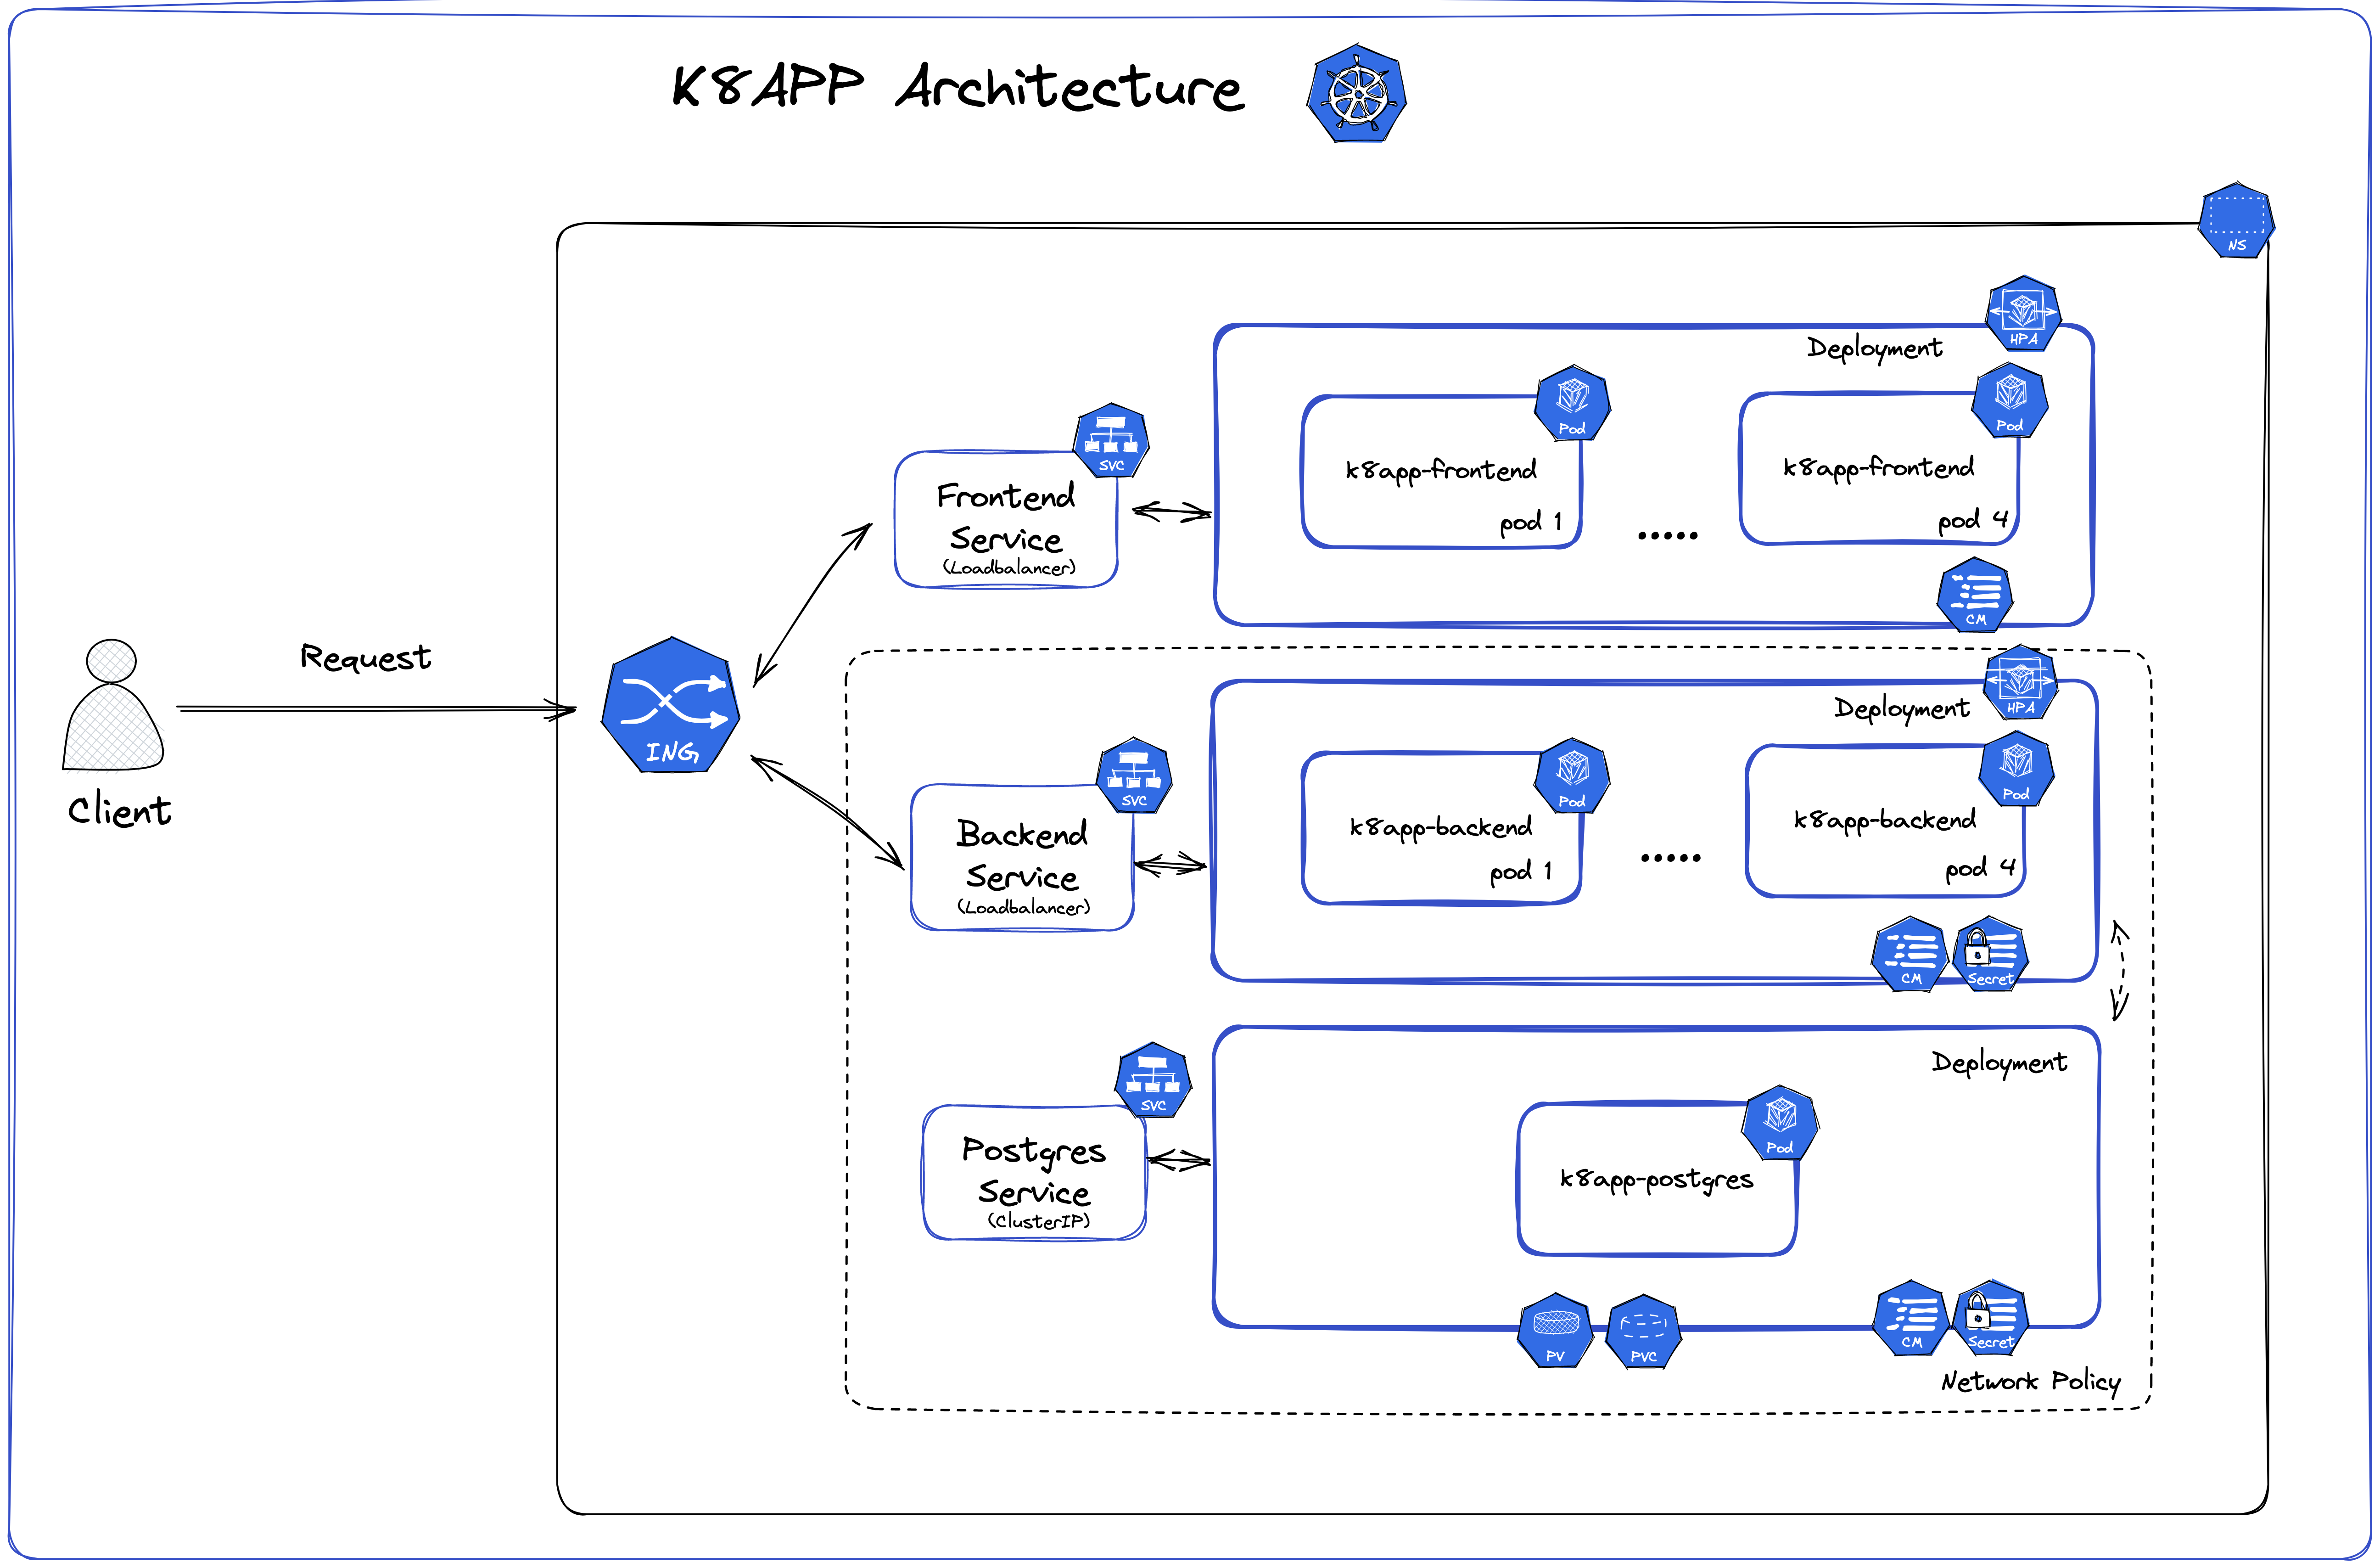 K8APP Architecture
NS
HPA
Deployment
Pod
Pod
k8app-frontend
pod 1
.....
k8app-frontend
pod 4
SVC
Frontend
Service
(Loadbalancer)
CM
Request
Client
ING
HPA
Deployment
Pod
Pod
k8app-backend
pod 1
.....
k8app-backend
pod 4
SVC
Backend
Service
(Loadbalancer)
CM
Secret
Deployment
SVC
Postgres
Service
(ClusterIP)
Pod
k8app-postgres
PV
PVC
CM
Secret
Network Policy